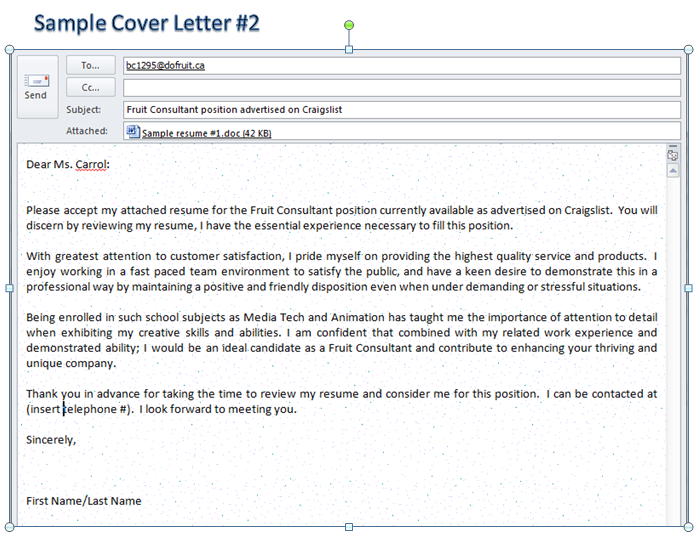 Sample Cover Letter #2
To...
bc1295@dofruit.ca
Cc...
Send
Subject:
Fruit Consultant position advertised on Craigslist
Attached:
Sample resume #1.doc (42 KB)
Dear Ms. Carrol:
Please accept my attached resume for the Fruit Consultant position currently available as advertised on Craigslist.  You will
discern by reviewing my resume, I have the essential experience necessary to fill this position.
With greatest attention to customer satisfaction, I pride myself on providing the highest quality service and products.  I
enjoy working in a fast paced team environment to satisfy the public, and have a keen desire to demonstrate this in a
professional way by maintaining a positive and friendly disposition even when under demanding or stressful situations.
Being enrolled in such school subjects as Media Tech and Animation has taught me the importance of attention to detail
when exhibiting my creative skills and abilities. I am confident that combined with my related work experience and
demonstrated ability; I would be an ideal candidate as a Fruit Consultant and contribute to enhancing your thriving and
unique company.
Thank you in advance for taking the time to review my resume and consider me for this position.  I can be contacted at
(insert telephone #).  I look forward to meeting you.
Sincerely,
First Name/Last Name